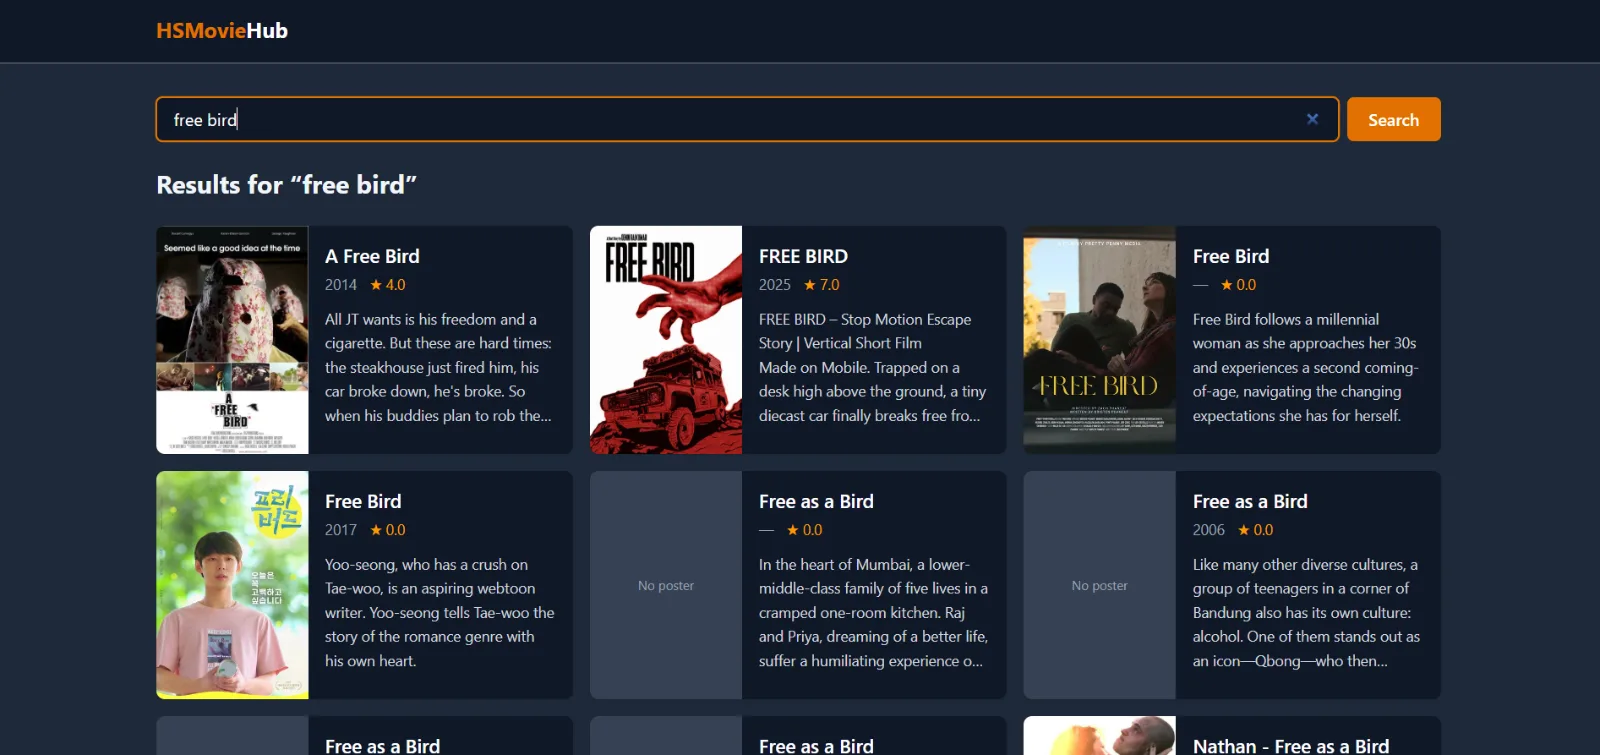 HSMovieHub
free bird
Search
Results for “free bird”
Seemed like a good idea at the time
A
"FREE
BIRD"
A Free Bird
2014 ★ 4.0
All JT wants is his freedom and a
cigarette. But these are hard times:
the steakhouse just fired him, his
car broke down, he's broke. So
when his buddies plan to rob the...
FREE BIRD
FREE BIRD
2025 ★ 7.0
FREE BIRD – Stop Motion Escape
Story | Vertical Short Film
Made on Mobile. Trapped on a
desk high above the ground, a tiny
diecast car finally breaks free fro...
FREE BIRD
Free Bird
— ★ 0.0
Free Bird follows a millennial
woman as she approaches her 30s
and experiences a second coming-
of-age, navigating the changing
expectations she has for herself.
프리
버드
오늘은
꼭
고백하고
싶습니다
Free Bird
2017 ★ 0.0
Yoo-seong, who has a crush on
Tae-woo, is an aspiring webtoon
writer. Yoo-seong tells Tae-woo the
story of the romance genre with
his own heart.
No poster
Free as a Bird
— ★ 0.0
In the heart of Mumbai, a lower-
middle-class family of five lives in a
cramped one-room kitchen. Raj
and Priya, dreaming of a better life,
suffer a humiliating experience o...
No poster
Free as a Bird
2006 ★ 0.0
Like many other diverse cultures, a
group of teenagers in a corner of
Bandung also has its own culture:
alcohol. One of them stands out as
an icon—Qbong—who then...
Free as a Bird
Free as a Bird
Nathan - Free as a Bird